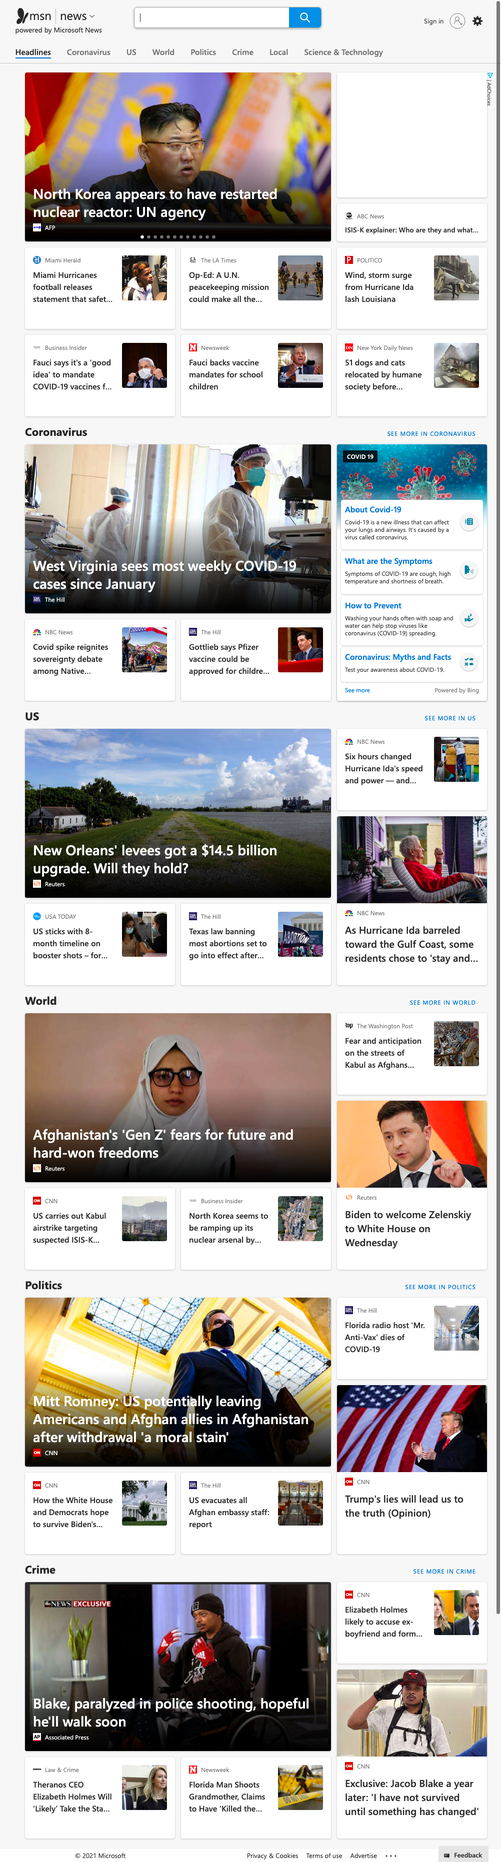 msn | news
powered by Microsoft News
Sign in
Headlines Coronavirus US World Politics Crime Local Science & Technology
AdChoices
North Korea appears to have restarted
nuclear reactor: UN agency
AFP
ABC News
ISIS-K explainer: Who are they and what...
Miami Herald
Miami Hurricanes
football releases
statement that safet...
The LA Times
Op-Ed: A U.N.
peacekeeping mission
could make all the...
POLITICO
Wind, storm surge
from Hurricane Ida
lash Louisiana
Business Insider
Fauci says it's a 'good
idea' to mandate
COVID-19 vaccines f...
Newsweek
Fauci backs vaccine
mandates for school
children
New York Daily News
51 dogs and cats
relocated by humane
society before...
Coronavirus
SEE MORE IN CORONAVIRUS
West Virginia sees most weekly COVID-19
cases since January
The Hill
COVID 19
About Covid-19
Covid-19 is a new illness that can affect
your lungs and airways. It's caused by a
virus called coronavirus.
What are the Symptoms
Symptoms of COVID-19 are cough, high
temperature and shortness of breath.
How to Prevent
Washing your hands often with soap and
water can help stop viruses like
coronavirus (COVID-19) spreading.
Coronavirus: Myths and Facts
Test your awareness about COVID-19.
See more
Powered by Bing
NBC News
Covid spike reignites
sovereignty debate
among Native...
The Hill
Gottlieb says Pfizer
vaccine could be
approved for childre...
US
SEE MORE IN US
New Orleans' levees got a $14.5 billion
upgrade. Will they hold?
Reuters
NBC News
Six hours changed
Hurricane Ida's speed
and power — and...
NBC News
As Hurricane Ida barreled
toward the Gulf Coast, some
residents chose to 'stay and...
USA TODAY
US sticks with 8-
month timeline on
booster shots – for...
The Hill
Texas law banning
most abortions set to
go into effect after...
ABORTION
World
SEE MORE IN WORLD
Afghanistan's 'Gen Z' fears for future and
hard-won freedoms
Reuters
The Washington Post
Fear and anticipation
on the streets of
Kabul as Afghans...
Reuters
Biden to welcome Zelenskiy
to White House on
Wednesday
CNN
US carries out Kabul
airstrike targeting
suspected ISIS-K...
Business Insider
North Korea seems to
be ramping up its
nuclear arsenal by...
Politics
SEE MORE IN POLITICS
Mitt Romney: US potentially leaving
Americans and Afghan allies in Afghanistan
after withdrawal 'a moral stain'
CNN
The Hill
Florida radio host 'Mr.
Anti-Vax' dies of
COVID-19
CNN
Trump's lies will lead us to
the truth (Opinion)
CNN
How the White House
and Democrats hope
to survive Biden's...
The Hill
US evacuates all
Afghan embassy staff:
report
Crime
SEE MORE IN CRIME
abcNEWS EXCLUSIVE
Blake, paralyzed in police shooting, hopeful
he'll walk soon
AP Associated Press
CNN
Elizabeth Holmes
likely to accuse ex-
boyfriend and form...
CNN
Exclusive: Jacob Blake a year
later: 'I have not survived
until something has changed'
Law & Crime
Theranos CEO
Elizabeth Holmes Will
'Likely' Take the Sta...
Newsweek
Florida Man Shoots
Grandmother, Claims
to Have 'Killed the...
© 2021 Microsoft
Privacy & Cookies Terms of use Advertise • • •
Feedback